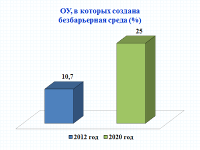 ОУ, в которых создана
безбарьерная среда (%)
25
10,7
2012 год 2020 год